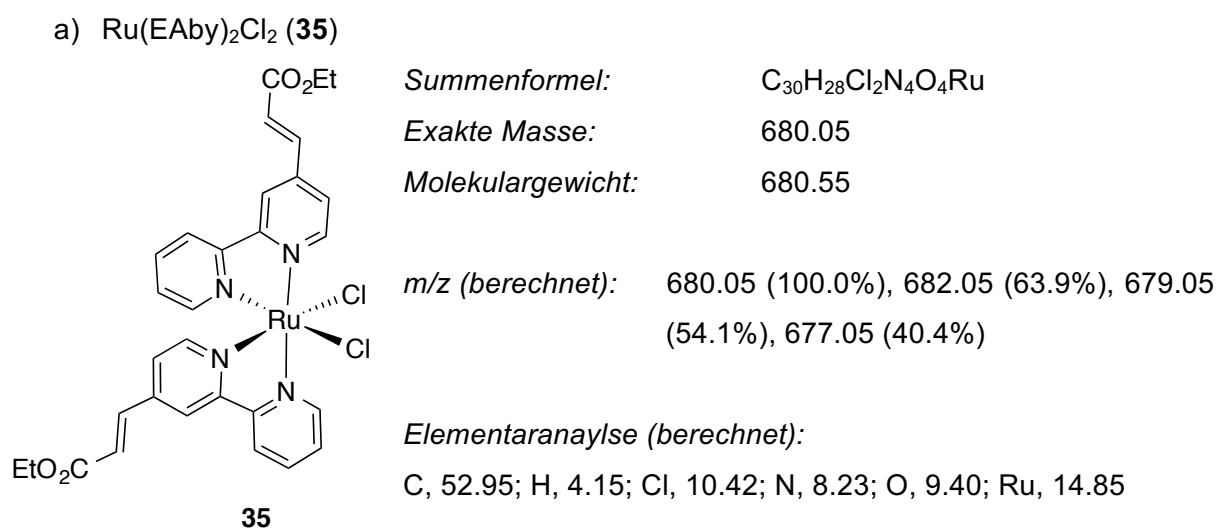 a) Ru(EAby)₂Cl₂ (35)
CO₂Et
Summenformel: C₃₀H₂₈Cl₂N₄O₄Ru
Exakte Masse: 680.05
Molekulargewicht: 680.55
N
N
m/z (berechnet): 680.05 (100.0%), 682.05 (63.9%), 679.05
(54.1%), 677.05 (40.4%)
Cl
Ru
Cl
N
N
Elementaranaylse (berechnet):
EtO₂C
C, 52.95; H, 4.15; Cl, 10.42; N, 8.23; O, 9.40; Ru, 14.85
35